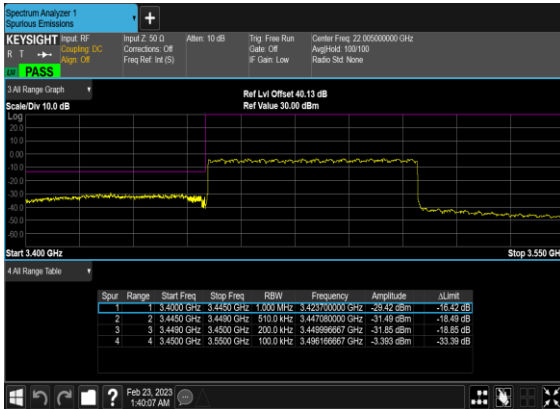 Spectrum Analyzer 1
Spurious Emissions
+
KEYSIGHT
R T
LXI
PASS
Input: RF
Coupling: DC
Align: Off
Input Z: 50 Ω
Corrections: Off
Freq Ref: Int (S)
Atten: 10 dB
Trig: Free Run
Gate: Off
IF Gain: Low
Center Freq: 22.005000000 GHz
Avg|Hold: 100/100
Radio Std: None
3 All Range Graph
Scale/Div 10.0 dB
Ref Lvl Offset 40.13 dB
Ref Value 30.00 dBm
Log
20.0
10.0
0.00
-10.0
-20.0
-30.0
-40.0
-50.0
-60.0
Start 3.400 GHz
Stop 3.550 GH
4 All Range Table
Spur Range Start Freq Stop Freq RBW Frequency Amplitude ΔLimit
1 1 3.4000 GHz 3.4450 GHz 1.000 MHz 3.423700000 GHz -29.42 dBm -16.42 dB
2 2 3.4450 GHz 3.4490 GHz 510.0 kHz 3.447080000 GHz -31.49 dBm -18.49 dB
3 3 3.4490 GHz 3.4500 GHz 200.0 kHz 3.449996667 GHz -31.85 dBm -18.85 dB
4 4 3.4500 GHz 3.5500 GHz 100.0 kHz 3.496166667 GHz -3.393 dBm -33.39 dB
?
Feb 23, 2023
1:40:07 AM